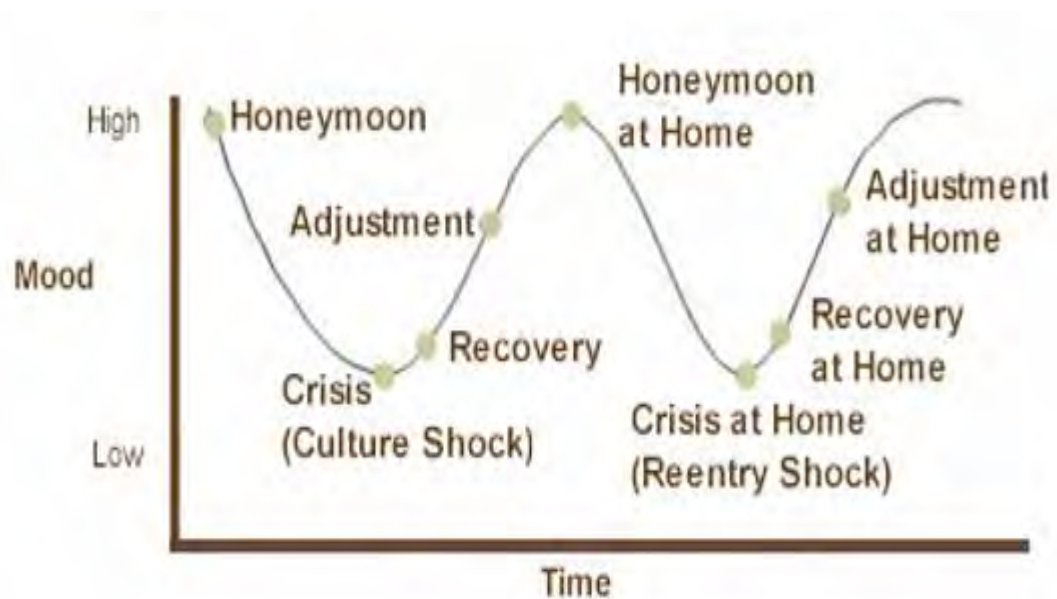 High
Honeymoon
Honeymoon
at Home
Adjustment
Adjustment
at Home
Mood
Recovery
Recovery
at Home
Crisis
(Culture Shock)
Crisis at Home
(Reentry Shock)
Low
Time